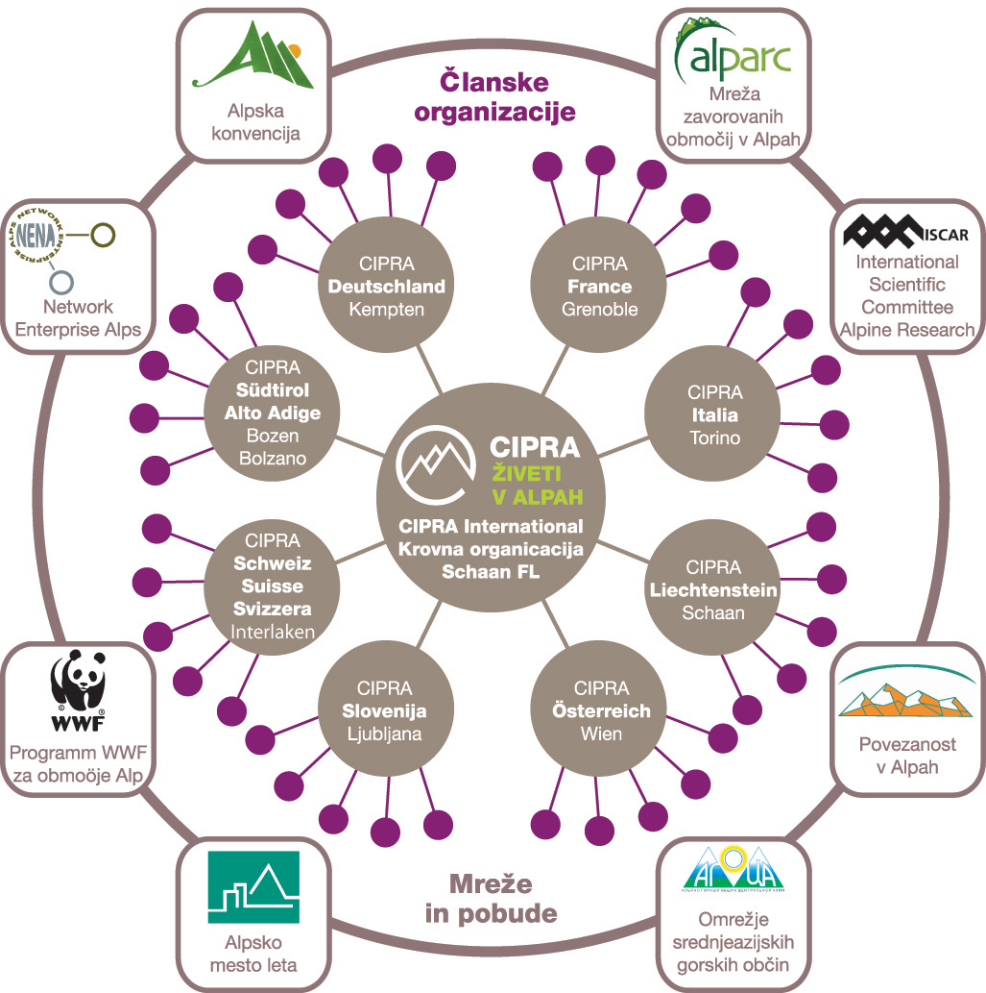 Članske
organizacije
Alpska
konvencija
alparc
Mreža
zavorovanih
območij v Alpah
ALPS NETWORK ENTERPRISE
NENA
Network
Enterprise Alps
ISCAR
International
Scientific
Committee
Alpine Research
CIPRA
Deutschland
Kempten
CIPRA
France
Grenoble
CIPRA
Südtirol
Alto Adige
Bozen
Bolzano
CIPRA
Italia
Torino
CIPRA
ŽIVETI
V ALPAH
CIPRA International
Krovna organicacija
Schaan FL
CIPRA
Schweiz
Suisse
Svizzera
Interlaken
CIPRA
Liechtenstein
Schaan
CIPRA
Slovenija
Ljubljana
CIPRA
Österreich
Wien
WWF
Programm WWF
za obmoöje Alp
Povezanost
v Alpah
Alpsko
mesto leta
Mreže
in pobude
Omrežje
srednjeazijskih
gorskih občin